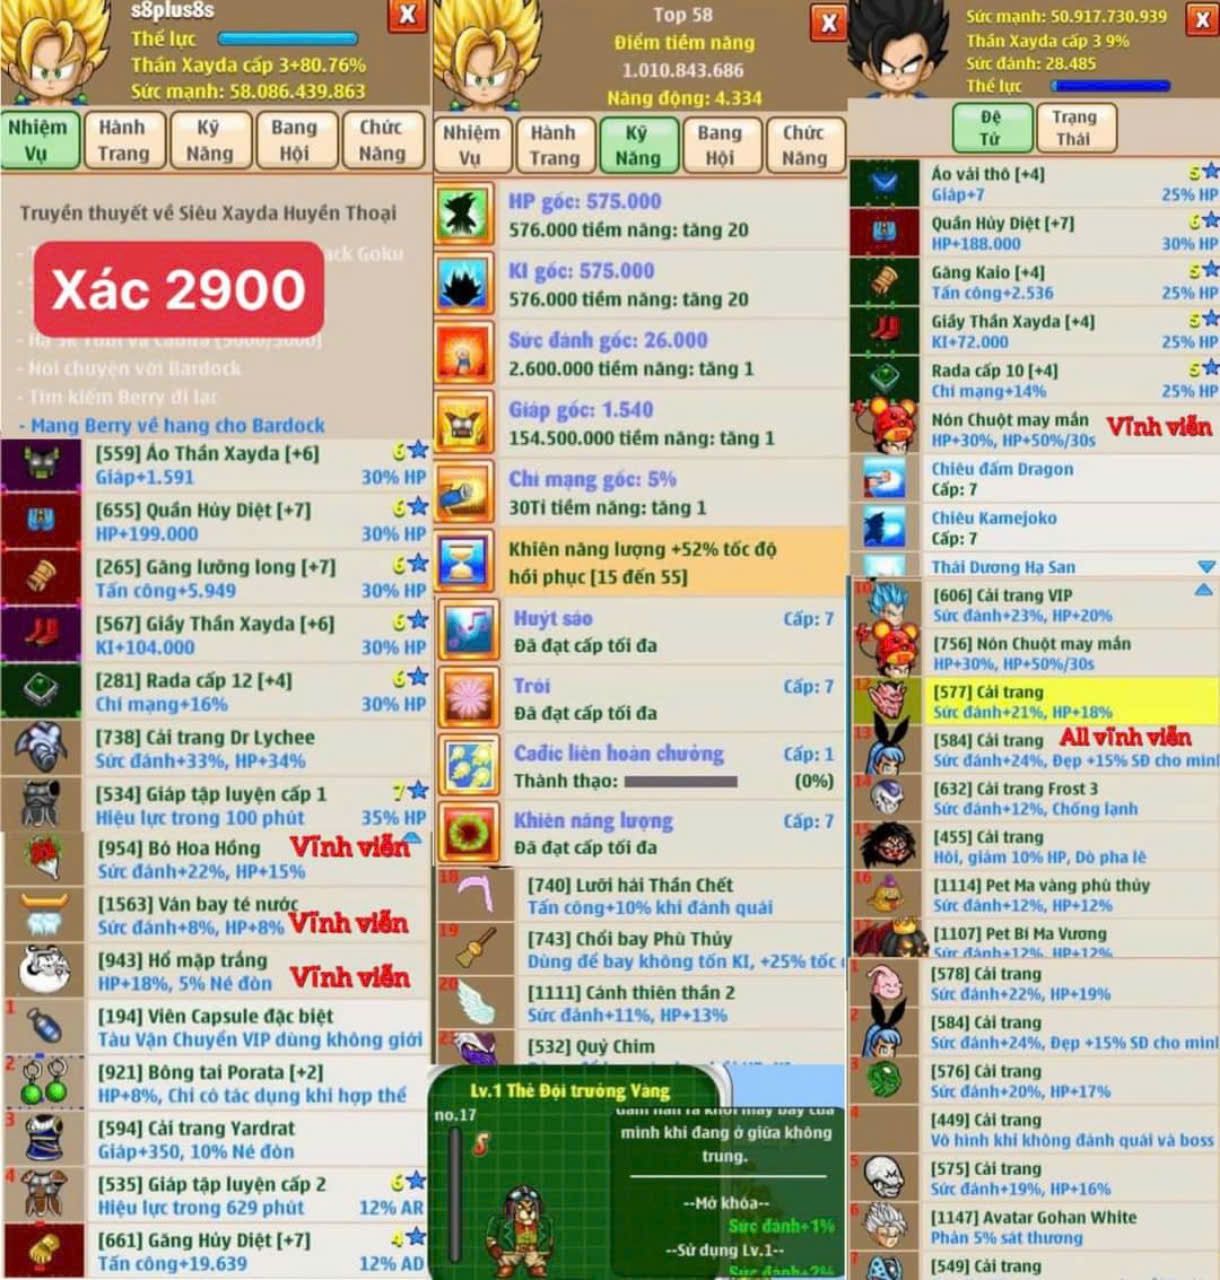 s8plus8s
Thể lực
Thần Xayda cấp 3+80.76%
Sức mạnh: 58.086.439.863
X
Nhiệm Vụ
Hành Trang
Kỹ Năng
Bang Hội
Chức Năng
Truyền thuyết về Siêu Xayda Huyền Thoại
ack Goku
Xác 2900
- Nói chuyện với Bardock
- Tìm kiếm Berry đi lạc
- Mang Berry về hang cho Bardock
[559] Áo Thần Xayda [+6] 6
Giáp+1.591 30% HP
[655] Quần Hủy Diệt [+7] 6
HP+199.000 30% HP
[265] Găng lưỡng long [+7] 6
Tấn công+5.949 30% HP
[567] Giầy Thần Xayda [+6] 6
KI+104.000 30% HP
[281] Rada cấp 12 [+4] 6
Chí mạng+16% 30% HP
[738] Cải trang Dr Lychee
Sức đánh+33%, HP+34%
[534] Giáp tập luyện cấp 1 7
Hiệu lực trong 100 phút 35% HP
[954] Bó Hoa Hồng Vĩnh viễn
Sức đánh+22%, HP+15%
[1563] Ván bay té nước
Sức đánh+8%, HP+8% Vĩnh viễn
[943] Hổ mập trắng
HP+18%, 5% Né đòn Vĩnh viễn
1
[194] Viên Capsule đặc biệt
Tàu Vận Chuyển VIP dùng không giới
2
[921] Bông tai Porata [+2]
HP+8%, Chỉ có tác dụng khi hợp thể
3
[594] Cải trang Yardrat
Giáp+350, 10% Né đòn
4
[535] Giáp tập luyện cấp 2 6
Hiệu lực trong 629 phút 12% AR
[661] Găng Hủy Diệt [+7] 4
Tấn công+19.639 12% AD
Top 58
Điểm tiềm năng
1.010.843.686
Năng động: 4.334
X
Nhiệm Vụ
Hành Trang
Kỹ Năng
Bang Hội
Chức Năng
HP gốc: 575.000
576.000 tiềm năng: tăng 20
KI gốc: 575.000
576.000 tiềm năng: tăng 20
Sức đánh gốc: 26.000
2.600.000 tiềm năng: tăng 1
Giáp gốc: 1.540
154.500.000 tiềm năng: tăng 1
Chí mạng gốc: 5%
30Tỉ tiềm năng: tăng 1
Khiên năng lượng +52% tốc độ
hồi phục [15 đến 55]
Huýt sáo Cấp: 7
Đã đạt cấp tối đa
Trói Cấp: 7
Đã đạt cấp tối đa
Cađíc liên hoàn chưởng Cấp: 1
Thành thạo: (0%)
Khiên năng lượng Cấp: 7
Đã đạt cấp tối đa
18
[740] Lưỡi hái Thần Chết
Tấn công+10% khi đánh quái
19
[743] Chổi bay Phù Thủy
Dùng để bay không tốn KI, +25% tốc
20
[1111] Cánh thiên thần 2
Sức đánh+11%, HP+13%
[532] Quỷ Chim
Lv.1 Thẻ Đội trưởng Vàng
no.17
S
mình khi đang ở giữa không
trung.
--Mở khóa--
Sức đánh+1%
--Sử dụng Lv.1--
Sức đánh+2%
Sức mạnh: 50.917.730.939
Thần Xayda cấp 3 9%
Sức đánh: 28.485
Thể lực
X
Đệ Tử
Trạng Thái
Áo vải thô [+4] 5
Giáp+7 25% HP
Quần Hủy Diệt [+7] 6
HP+188.000 30% HP
Găng Kaio [+4] 5
Tấn công+2.536 25% HP
Giầy Thần Xayda [+4] 5
KI+72.000 25% HP
Rada cấp 10 [+4] 5
Chí mạng+14% 25% HP
Nón Chuột may mắn
HP+30%, HP+50%/30s Vĩnh viễn
Chiêu đấm Dragon
Cấp: 7
Chiêu Kamejoko
Cấp: 7
Thái Dương Hạ San
10
[606] Cải trang VIP
Sức đánh+23%, HP+20%
[756] Nón Chuột may mắn
HP+30%, HP+50%/30s
12
[577] Cải trang
Sức đánh+21%, HP+18%
13
[584] Cải trang All vĩnh viễn
Sức đánh+24%, Đẹp +15% SĐ cho mình
14
[632] Cải trang Frost 3
Sức đánh+12%, Chống lạnh
15
[455] Cải trang
Hôi, giảm 10% HP, Dò pha lê
16
[1114] Pet Ma vàng phù thủy
Sức đánh+12%, HP+12%
17
[1107] Pet Bí Ma Vương
Sức đánh+12%, HP+12%
1
[578] Cải trang
Sức đánh+22%, HP+19%
2
[584] Cải trang
Sức đánh+24%, Đẹp +15% SĐ cho mình
3
[576] Cải trang
Sức đánh+20%, HP+17%
4
[449] Cải trang
Vô hình khi không đánh quái và boss
5
[575] Cải trang
Sức đánh+19%, HP+16%
6
[1147] Avatar Gohan White
Phản 5% sát thương
7
[549] Cải trang